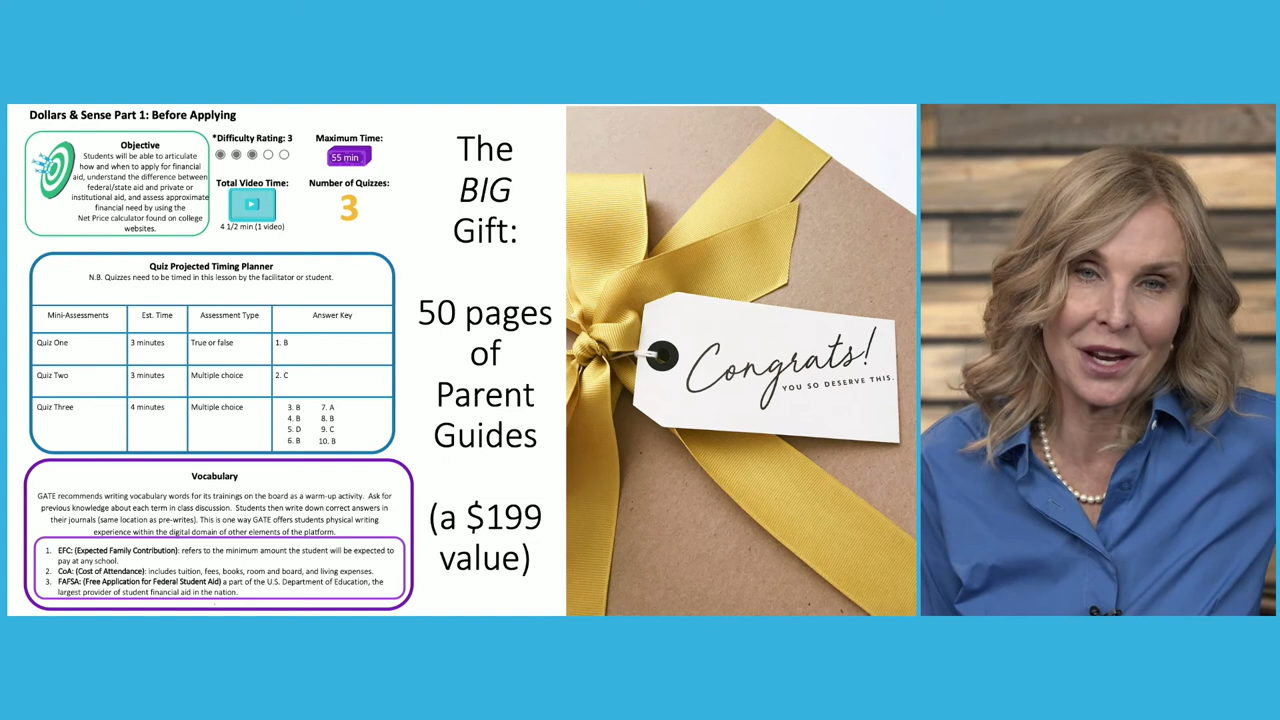 Dollars & Sense Part 1: Before Applying
Objective
Students will be able to articulate
how and when to apply for financial
aid, understand the difference between
federal/state aid and private or
institutional aid, and assess approximate
financial need by using the
Net Price calculator found on college
websites.
*Difficulty Rating: 3
Maximum Time:
55 min
Total Video Time:
4 1/2 min (1 video)
Number of Quizzes:
3
Quiz Projected Timing Planner
N.B. Quizzes need to be timed in this lesson by the facilitator or student.
Mini-Assessments Est. Time Assessment Type Answer Key
Quiz One 3 minutes True or false 1. B
Quiz Two 3 minutes Multiple choice 2. C
Quiz Three 4 minutes Multiple choice 3. B 7. A
4. B 8. B
5. D 9. C
6. B 10. B
Vocabulary
GATE recommends writing vocabulary words for its trainings on the board as a warm-up activity. Ask for
previous knowledge about each term in class discussion. Students then write down correct answers in
their journals (same location as pre-writes). This is one way GATE offers students physical writing
experience within the digital domain of other elements of the platform.
1. EFC: (Expected Family Contribution): refers to the minimum amount the student will be expected to
pay at any school.
2. CoA: (Cost of Attendance): includes tuition, fees, books, room and board, and living expenses.
3. FAFSA: (Free Application for Federal Student Aid) a part of the U.S. Department of Education, the
largest provider of student financial aid in the nation.
The
BIG
Gift:
50 pages
of
Parent
Guides
(a $199
value)
Congrats!
YOU SO DESERVE THIS.